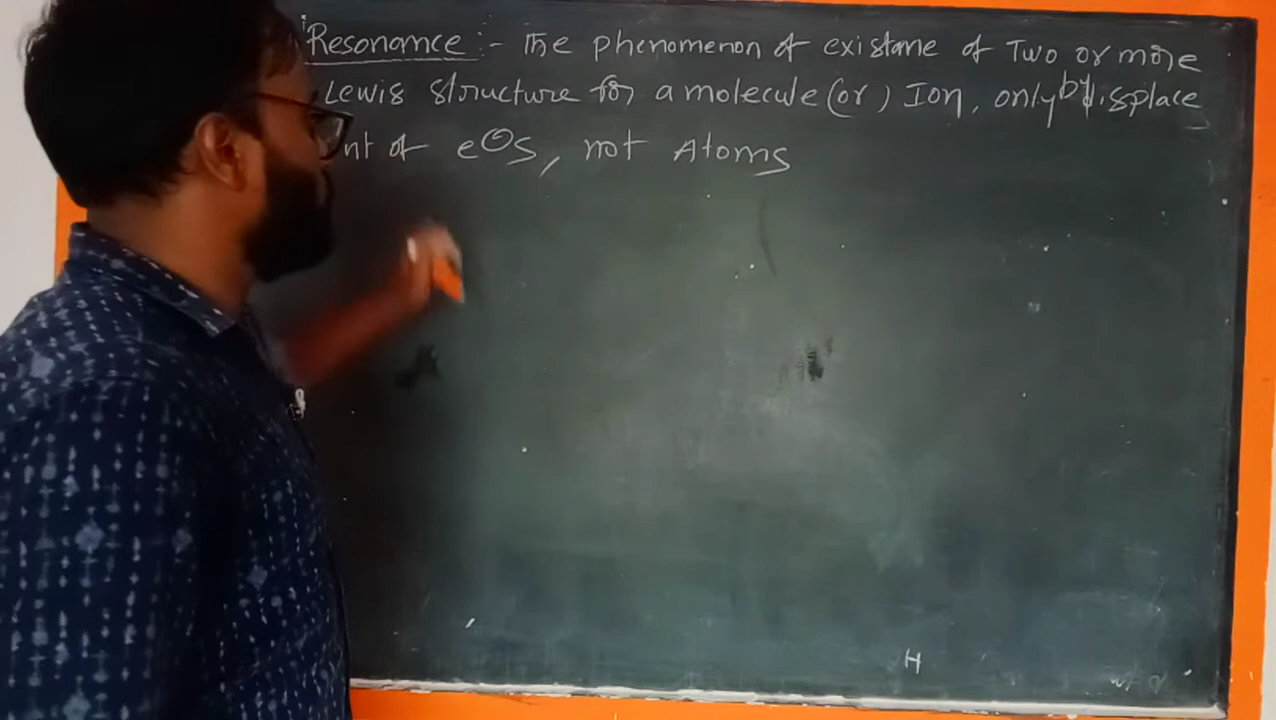 Resonance :- The phenomenon of existane of Two or more
Lewis structure for a molecule (or) Ion, only by displace
nt of e⊖s, not Atoms
H